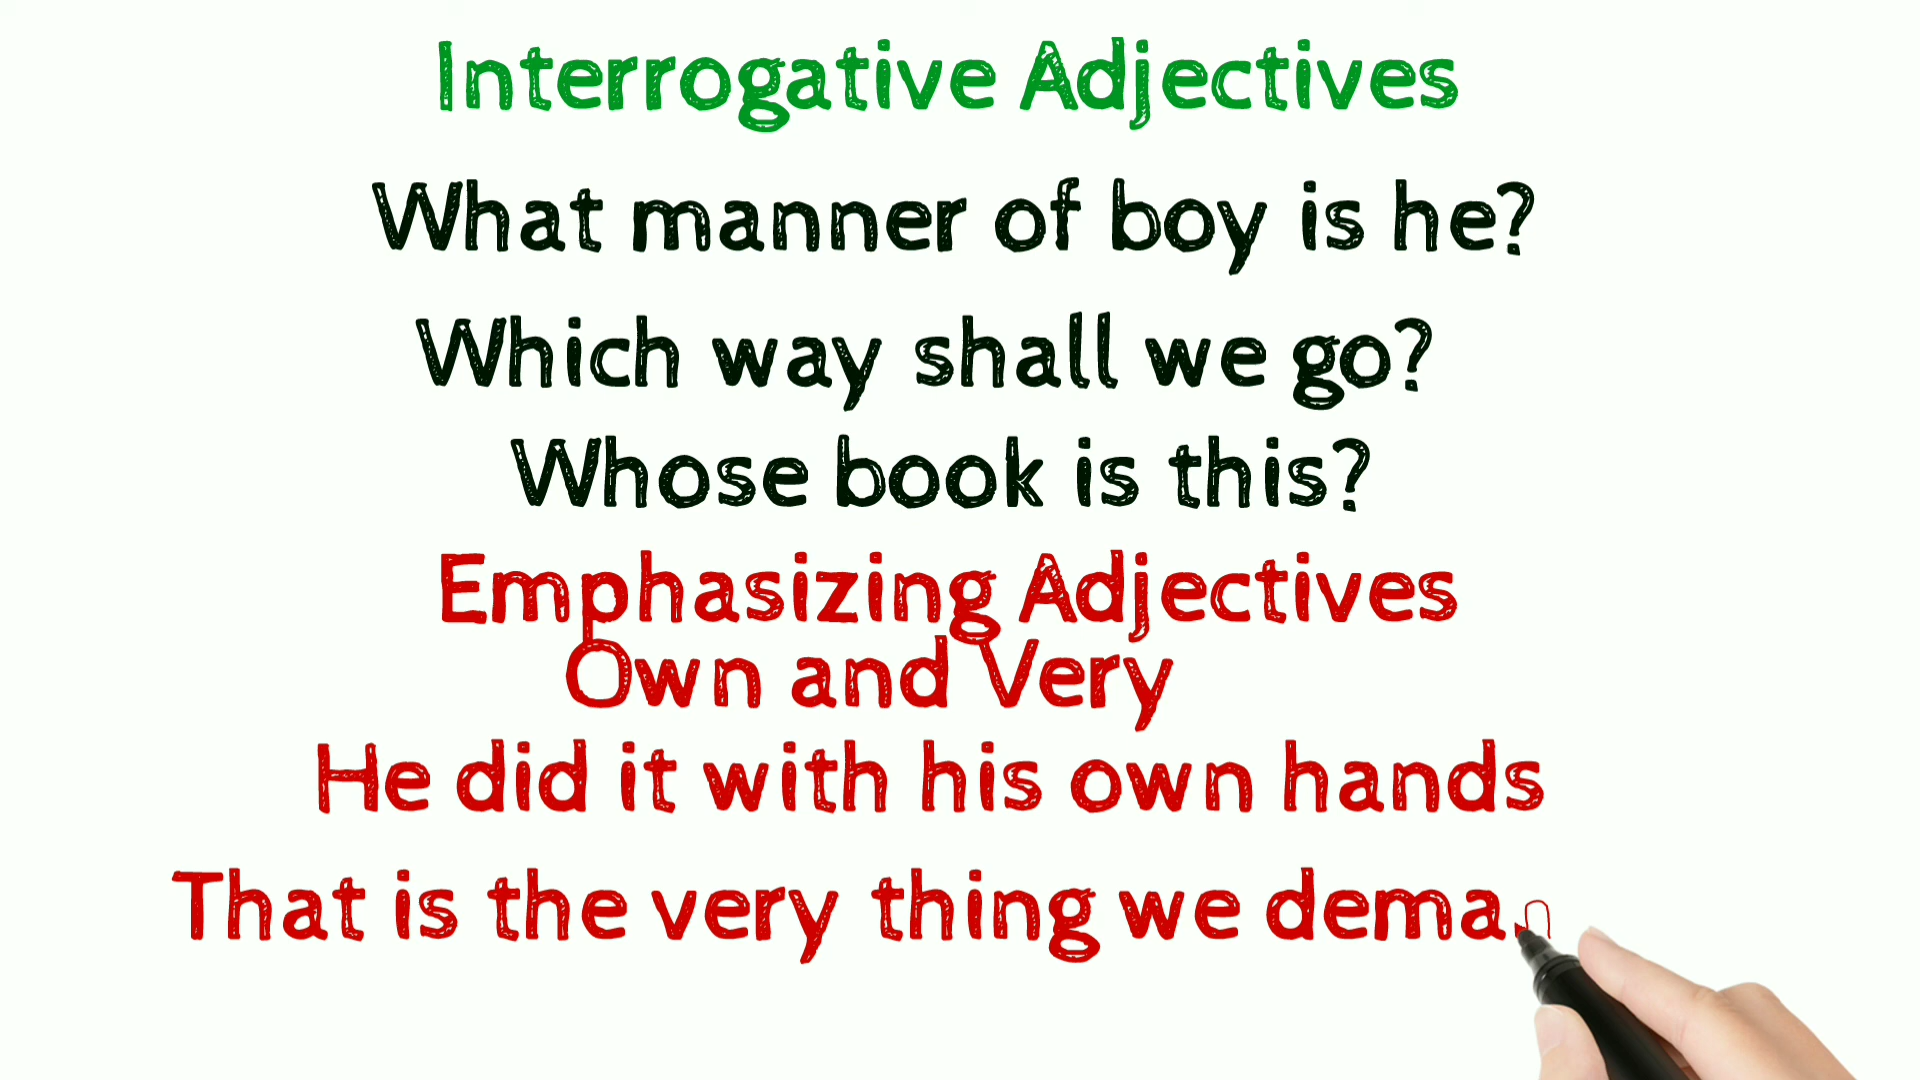 Interrogative Adjectives
What manner of boy is he?
Which way shall we go?
Whose book is this?
Emphasizing Adjectives
Own and Very
He did it with his own hands
That is the very thing we deman